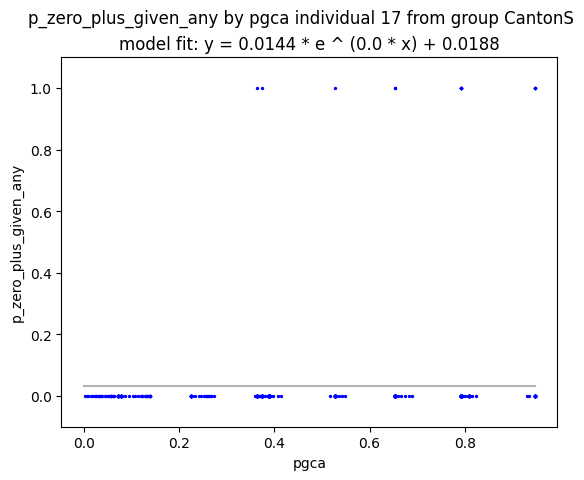 p_zero_plus_given_any by pgca individual 17 from group CantonS
model fit: y = 0.0144 * e ^ (0.0 * x) + 0.0188
1.0
0.8
0.6
0.4
0.2
0.0
p_zero_plus_given_any
0.0 0.2 0.4 0.6 0.8
pgca